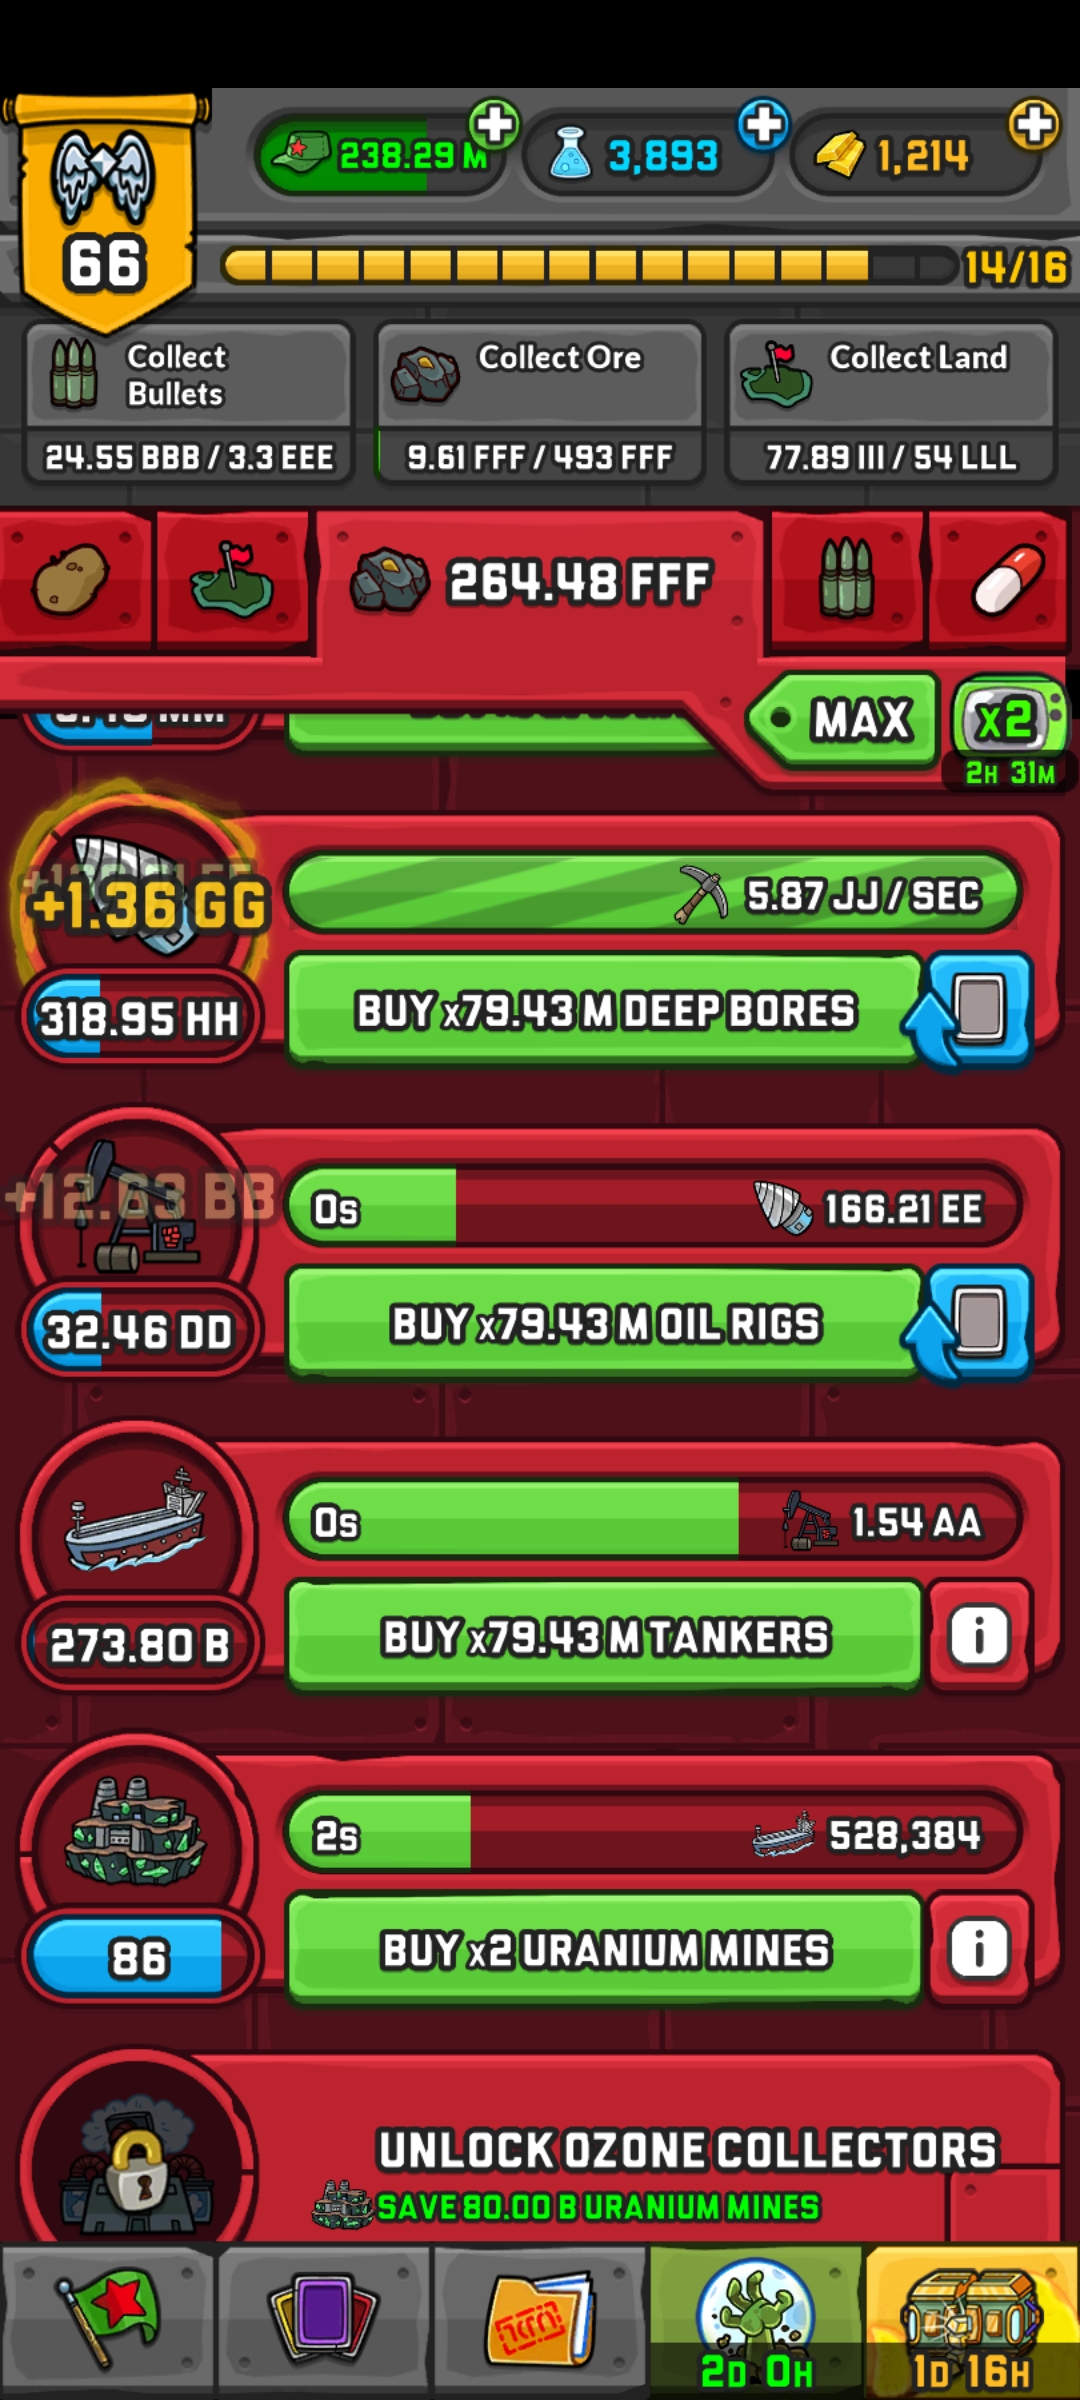 238.29 M
3,893
1,214
66
14/16
Collect
Bullets
24.55 BBB / 3.3 EEE
Collect Ore
9.61 FFF / 493 FFF
Collect Land
77.89 III / 54 LLL
264.48 FFF
MAX
x2
2H 31M
+1.36 GG
5.87 JJ / SEC
318.95 HH
BUY x79.43 M DEEP BORES
+12.63 BB
0s
166.21 EE
32.46 DD
BUY x79.43 M OIL RIGS
0s
1.54 AA
273.80 B
BUY x79.43 M TANKERS
i
2s
528,384
86
BUY x2 URANIUM MINES
i
UNLOCK OZONE COLLECTORS
SAVE 80.00 B URANIUM MINES
2D 0H
1D 16H